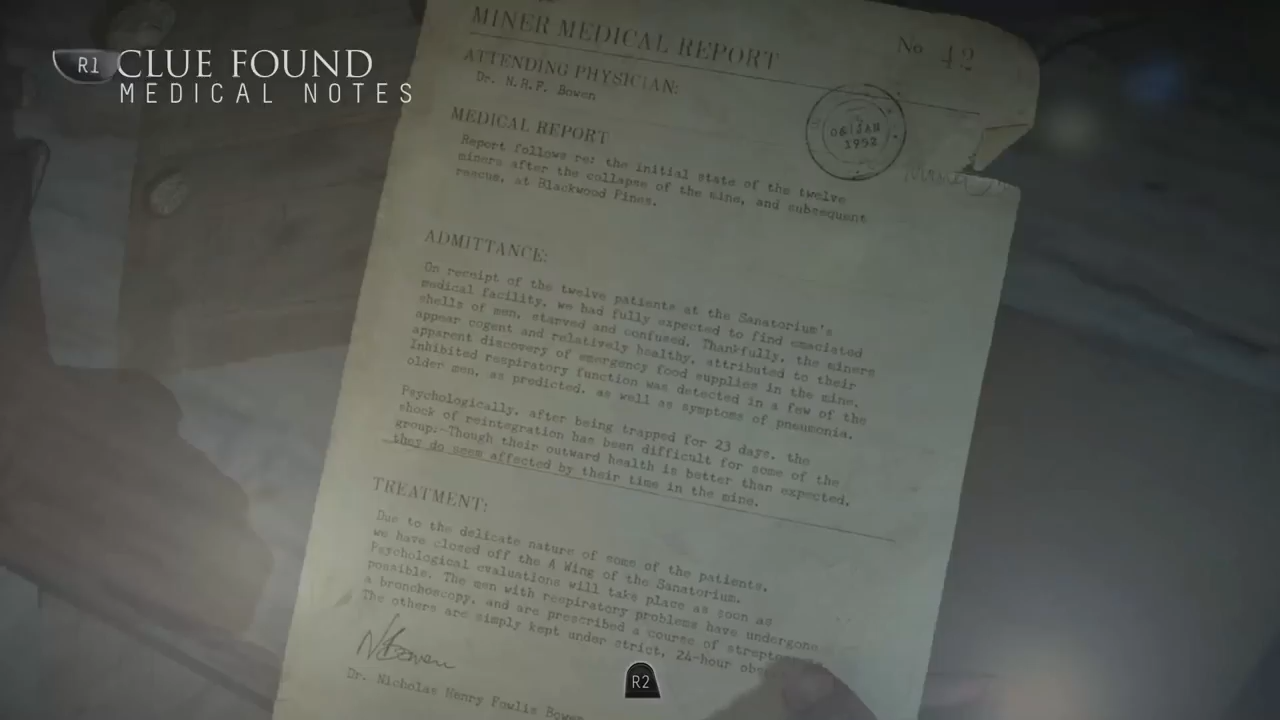 R1
CLUE FOUND
MEDICAL NOTES
MINER MEDICAL REPORT
No 42
ATTENDING PHYSICIAN:
Dr. N.H.F. Bowen
1952
MEDICAL REPORT
Report follows re: the initial state of the twelve
miners after the collapse of the mine, and subsequent
rescue, at Blackwood Pines.
ADMITTANCE:
On receipt of the twelve patients at the Sanatorium's
medical facility, we had fully expected to find emaciated
shells of men, starved and confused. Thankfully, the miners
appear cogent and relatively healthy, attributed to their
apparent discovery of emergency food supplies in the mine.
Inhibited respiratory function was detected in a few of the
older men, as predicted, as well as symptoms of pneumonia.
Psychologically, after being trapped for 23 days, the
shock of reintegration has been difficult for some of the
group.-Though their outward health is better than expected,
they do seem affected by their time in the mine.
TREATMENT:
Due to the delicate nature of some of the patients,
we have closed off the A Wing of the Sanatorium.
Psychological evaluations will take place as soon as
possible. The men with respiratory problems have undergone
a bronchoscopy, and are prescribed a course of
The others are simply kept under strict, 24-hour
NBowen
Dr. Nicholas Henry Fowlis Bowen
R2